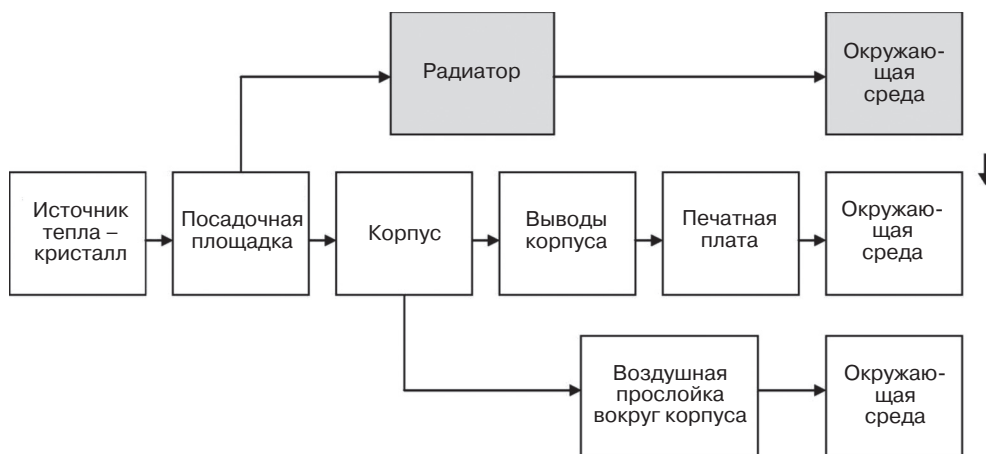 Радиатор
Окружаю-
щая
среда
Источник
тепла –
кристалл
Посадочная
площадка
Корпус
Выводы
корпуса
Печатная
плата
Окружаю-
щая
среда
Воздушная
прослойка
вокруг корпуса
Окружаю-
щая
среда